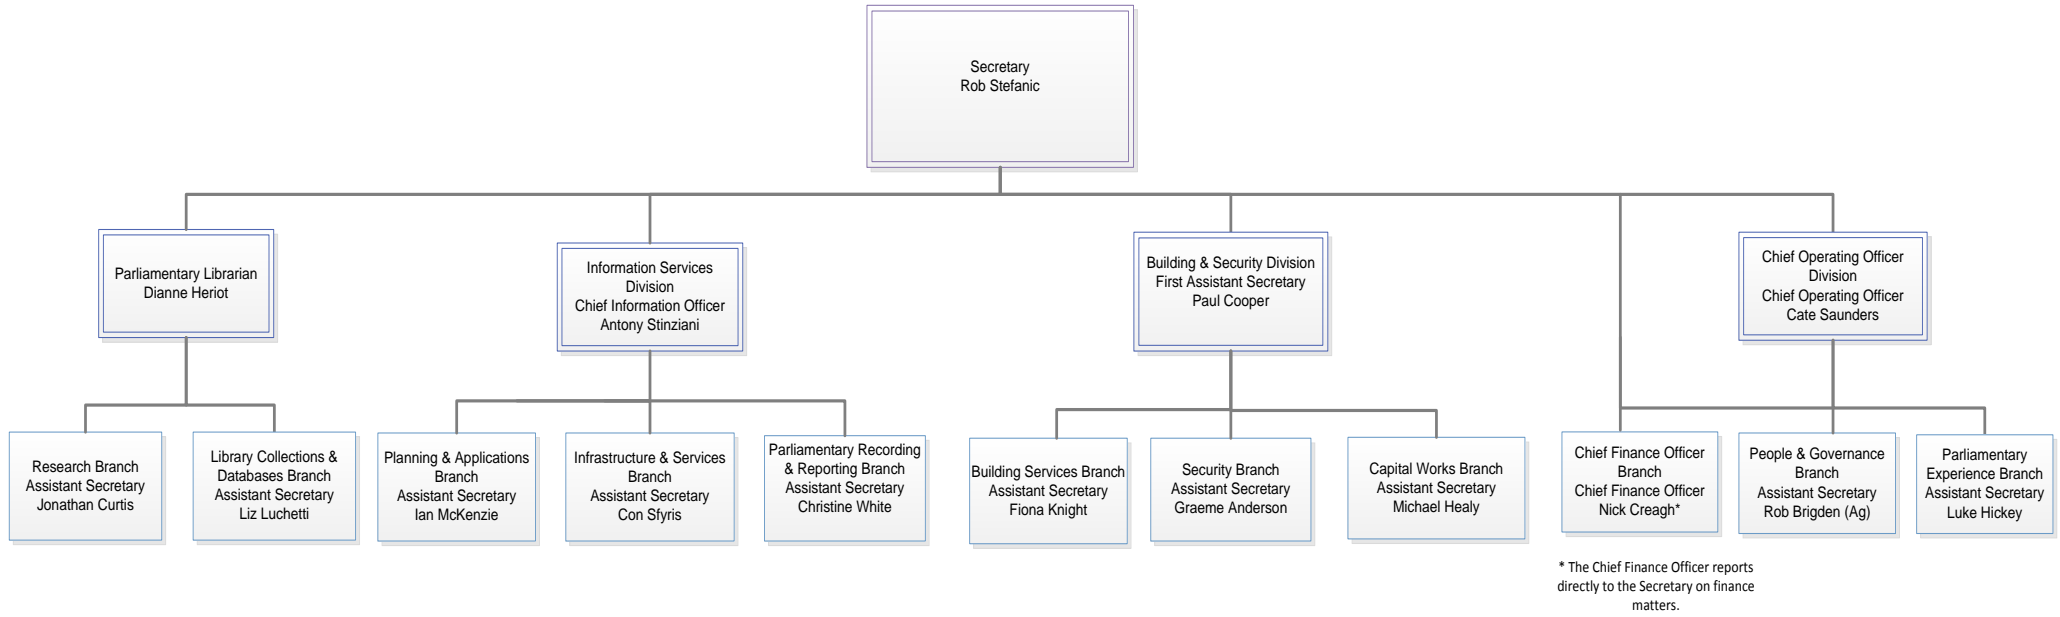 Secretary
Rob Stefanic
Parliamentary Librarian
Dianne Heriot
Information Services
Division
Chief Information Officer
Antony Stinziani
Building & Security Division
First Assistant Secretary
Paul Cooper
Chief Operating Officer
Division
Chief Operating Officer
Cate Saunders
Research Branch
Assistant Secretary
Jonathan Curtis
Library Collections &
Databases Branch
Assistant Secretary
Liz Luchetti
Planning & Applications
Branch
Assistant Secretary
Ian McKenzie
Infrastructure & Services
Branch
Assistant Secretary
Con Sfyris
Parliamentary Recording
& Reporting Branch
Assistant Secretary
Christine White
Building Services Branch
Assistant Secretary
Fiona Knight
Security Branch
Assistant Secretary
Graeme Anderson
Capital Works Branch
Assistant Secretary
Michael Healy
Chief Finance Officer
Branch
Chief Finance Officer
Nick Creagh*
People & Governance
Branch
Assistant Secretary
Rob Brigden (Ag)
Parliamentary
Experience Branch
Assistant Secretary
Luke Hickey
* The Chief Finance Officer reports
directly to the Secretary on finance
matters.